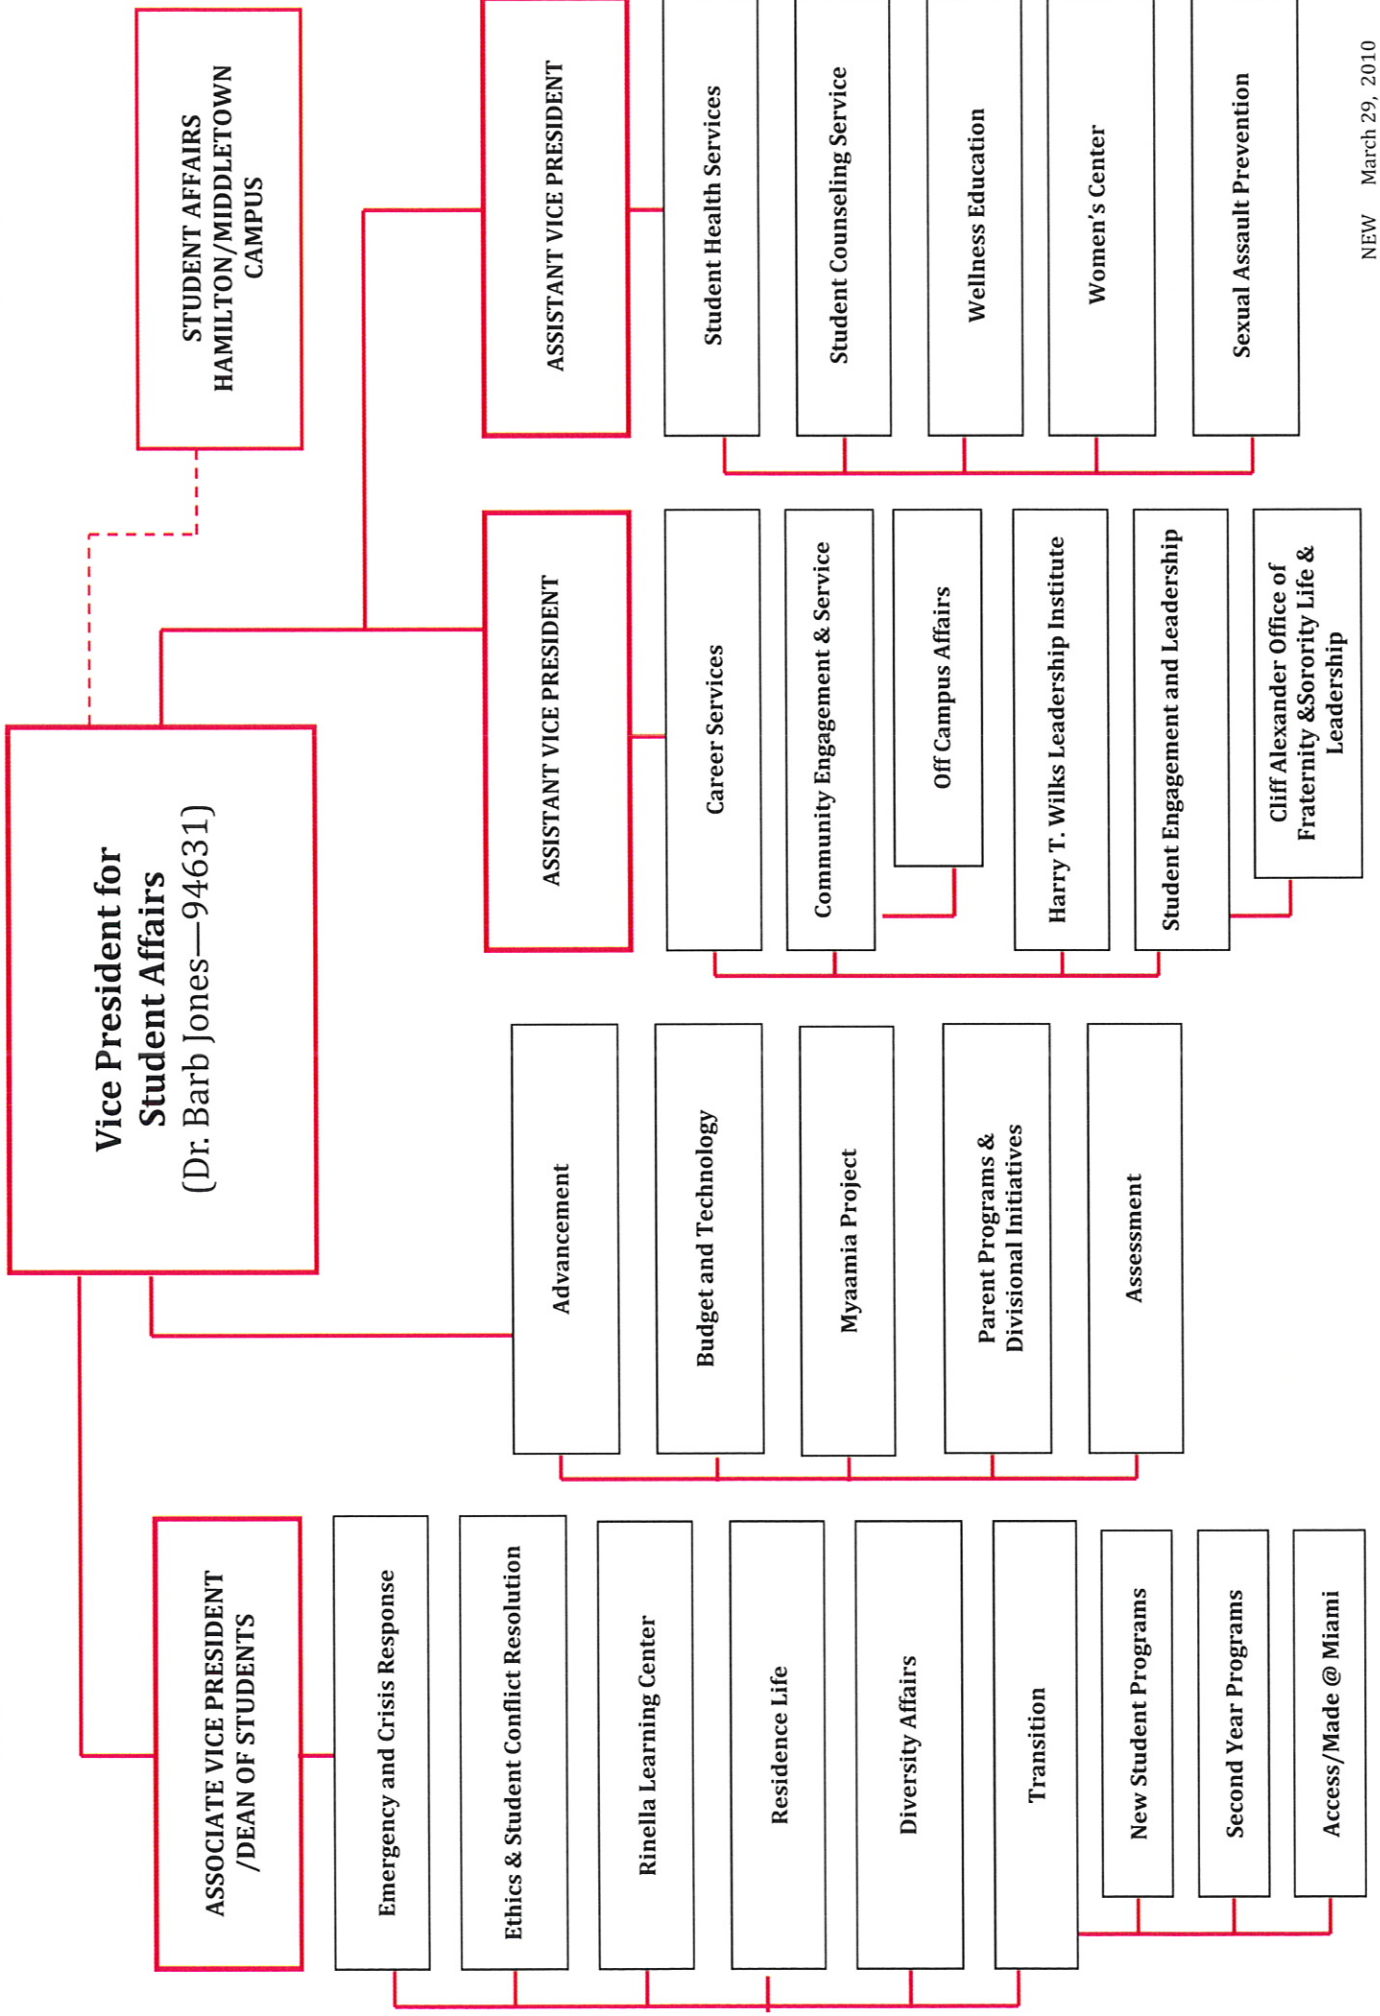 Vice President for
Student Affairs
(Dr. Barb Jones—94631)
STUDENT AFFAIRS
HAMILTON/MIDDLETOWN
CAMPUS
ASSOCIATE VICE PRESIDENT
/DEAN OF STUDENTS
Emergency and Crisis Response
Ethics & Student Conflict Resolution
Rinella Learning Center
Residence Life
Diversity Affairs
Transition
New Student Programs
Second Year Programs
Access/Made @ Miami
Advancement
Budget and Technology
Myaamia Project
Parent Programs &
Divisional Initiatives
Assessment
ASSISTANT VICE PRESIDENT
Career Services
Community Engagement & Service
Off Campus Affairs
Harry T. Wilks Leadership Institute
Student Engagement and Leadership
Cliff Alexander Office of
Fraternity &Sorority Life &
Leadership
ASSISTANT VICE PRESIDENT
Student Health Services
Student Counseling Service
Wellness Education
Women's Center
Sexual Assault Prevention
NEW March 29, 2010